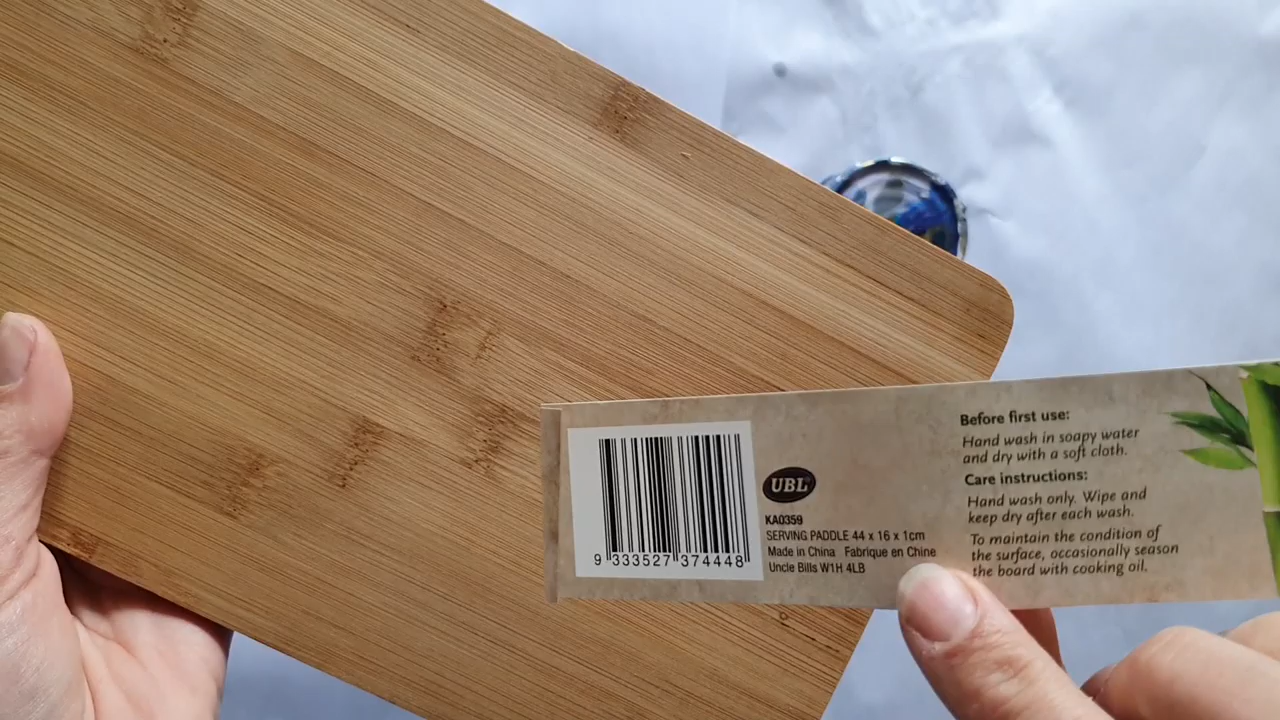 9 333527 374448
UBL
KA0359
SERVING PADDLE 44 x 16 x 1cm
Made in China Fabrique en Chine
Uncle Bills W1H 4LB
Before first use:
Hand wash in soapy water
and dry with a soft cloth.
Care instructions:
Hand wash only. Wipe and
keep dry after each wash.
To maintain the condition of
the surface, occasionally season
the board with cooking oil.